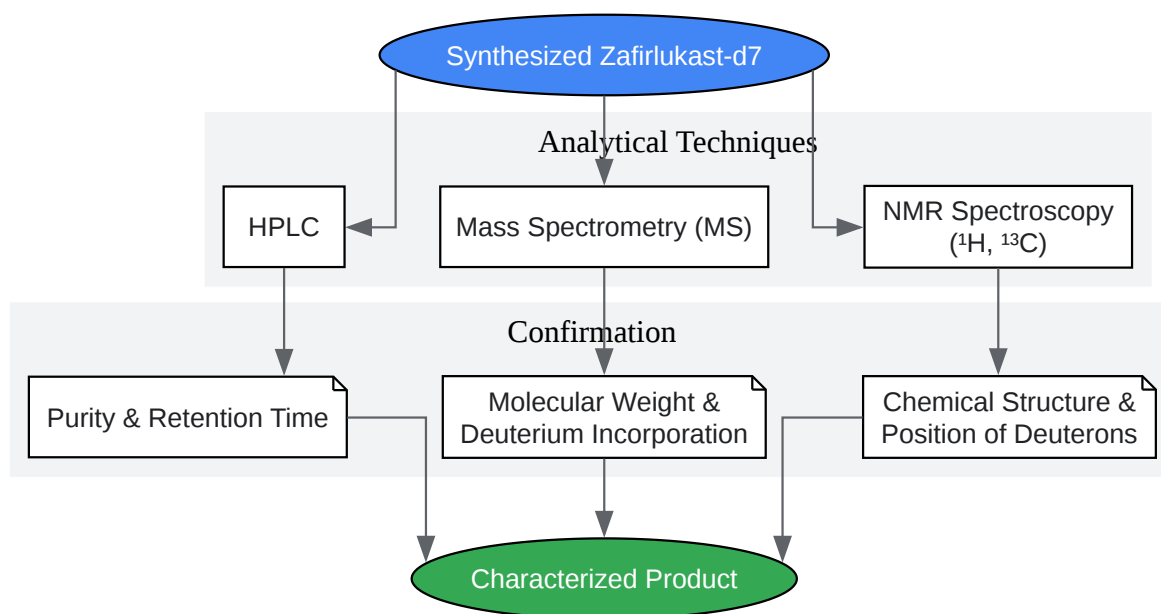 Synthesized Zafirlukast-d7
Analytical Techniques
HPLC
Mass Spectrometry (MS)
NMR Spectroscopy
(¹H, ¹³C)
Confirmation
Purity & Retention Time
Molecular Weight &
Deuterium Incorporation
Chemical Structure &
Position of Deuterons
Characterized Product